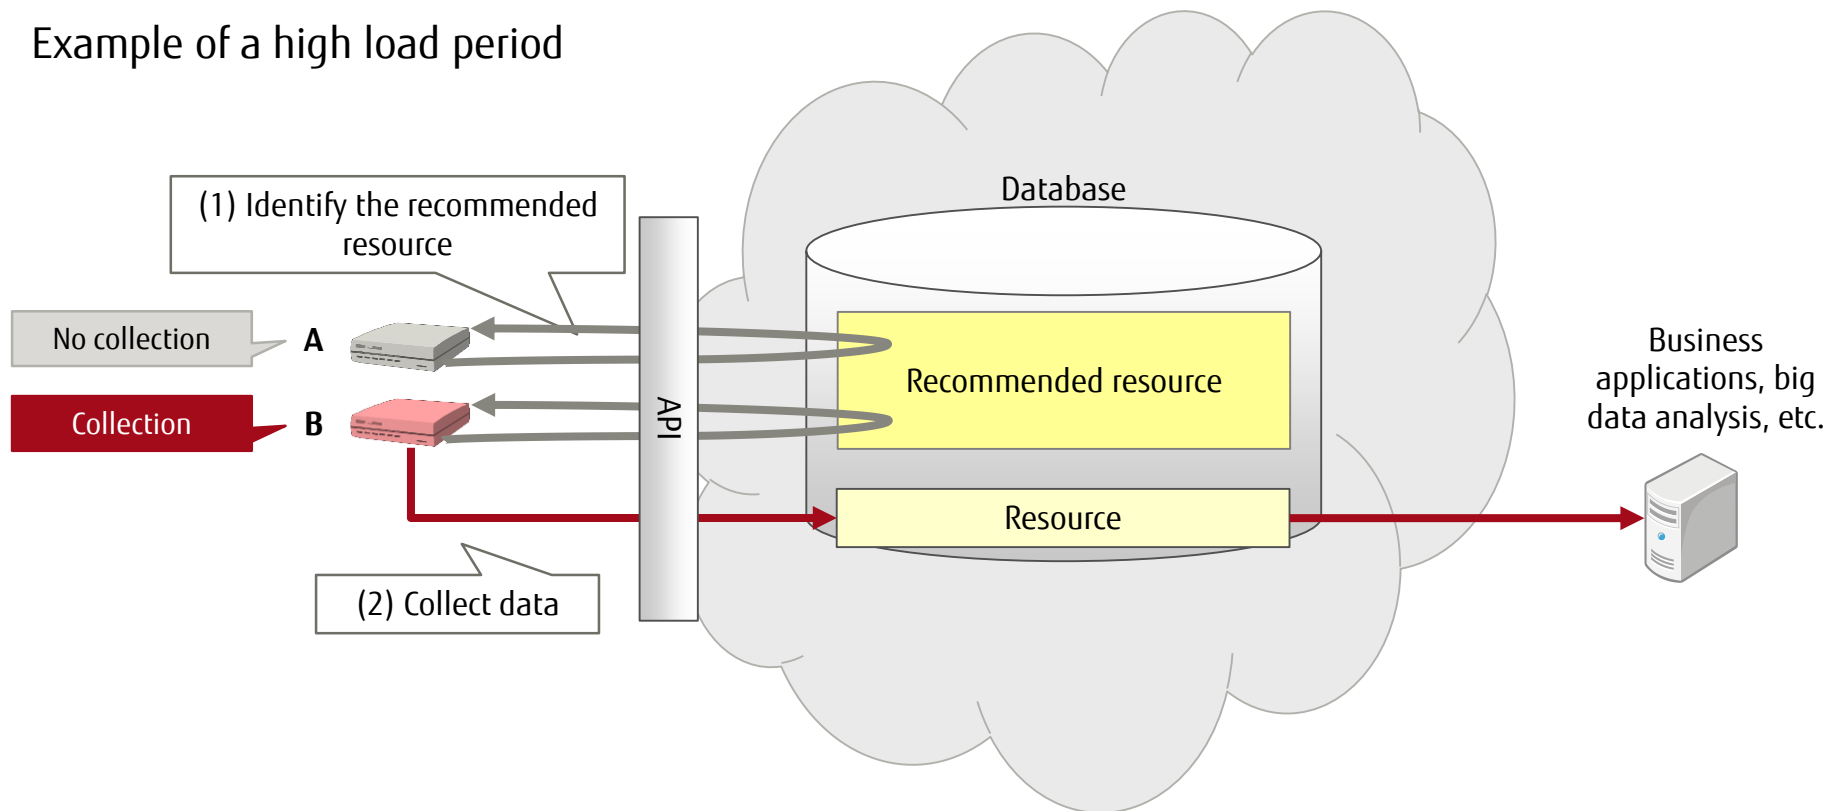 Example of a high load period
(1) Identify the recommended
resource
Database
No collection
A
Recommended resource
Business
applications, big
data analysis, etc.
Collection
B
API
Resource
(2) Collect data